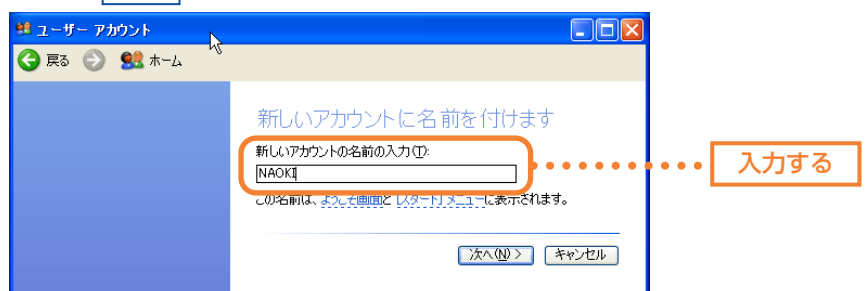 ユーザー アカウント
戻る ホーム
新しいアカウントに名前を付けます
新しいアカウントの名前の入力(T):
NAOKI
入力する
この名前は、ようこそ画面と [スタート] メニューに表示されます。
次へ(N) > キャンセル